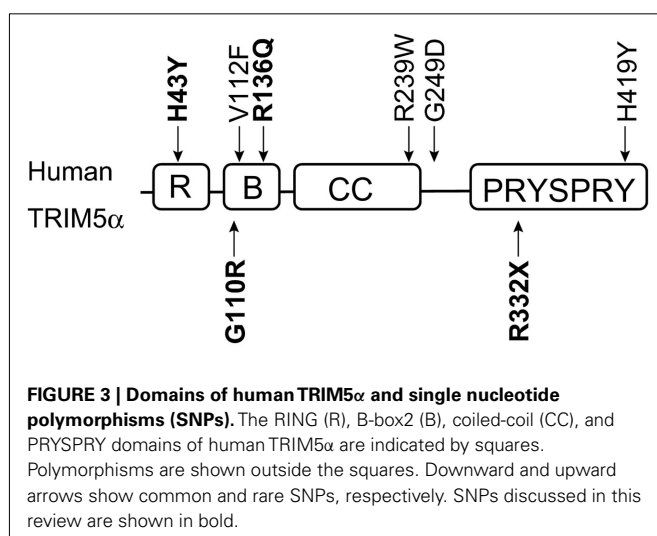 H43Y
V112F
R136Q
R239W
G249D
H419Y
Human
TRIM5α
R
B
CC
PRYSPRY
G110R
R332X
FIGURE 3 | Domains of human TRIM5α and single nucleotide
polymorphisms (SNPs). The RING (R), B-box2 (B), coiled-coil (CC), and
PRYSPRY domains of human TRIM5α are indicated by squares.
Polymorphisms are shown outside the squares. Downward and upward
arrows show common and rare SNPs, respectively. SNPs discussed in this
review are shown in bold.